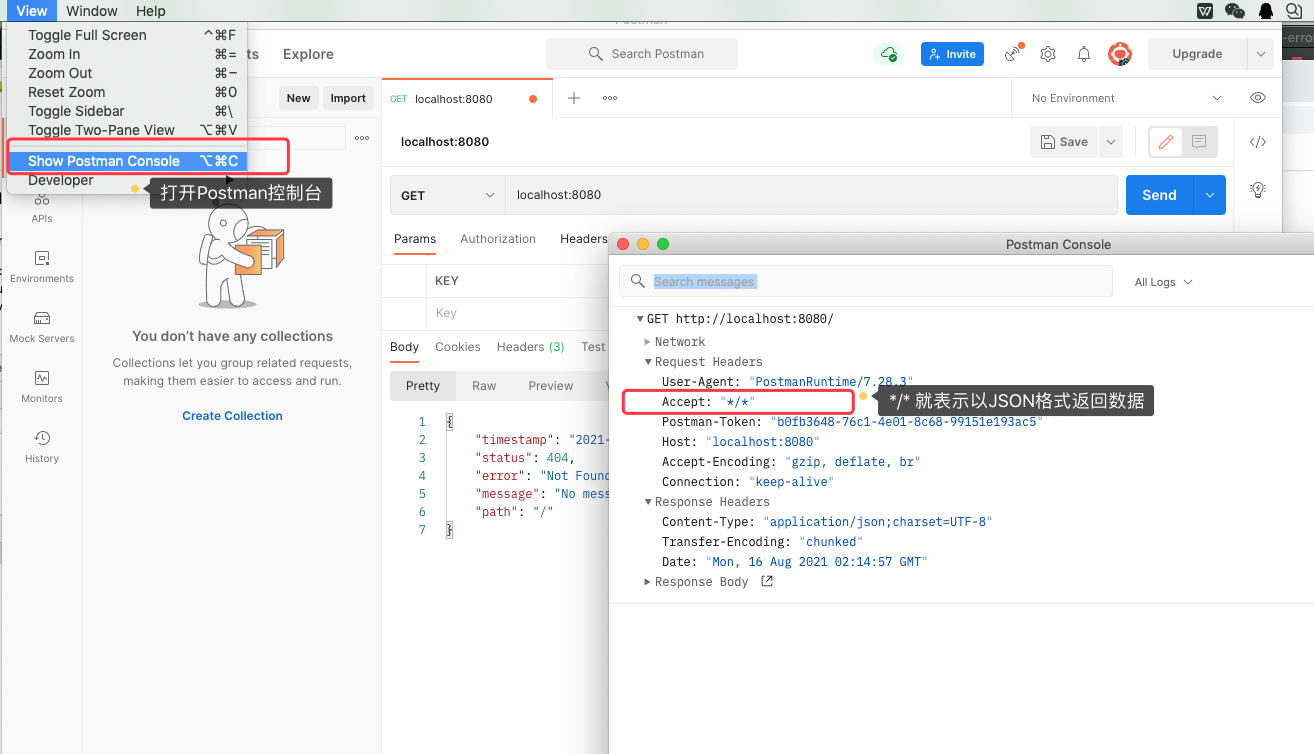 View Window Help
Postman
Toggle Full Screen ^⌘F
Zoom In ⌘=
Zoom Out ⌘−
Reset Zoom ⌘0
Toggle Sidebar ⌘\
Toggle Two-Pane View ⌥⌘V
Show Postman Console ⌥⌘C
Developer
打开Postman控制台
Explore
Search Postman
Invite
Upgrade
New Import
GET localhost:8080
No Environment
localhost:8080
Save
GET localhost:8080
Send
Params Authorization Headers
KEY
Key
Body Cookies Headers (3) Test
Pretty Raw Preview
1 {
2 "timestamp": "2021-
3 "status": 404,
4 "error": "Not Found
5 "message": "No mess
6 "path": "/"
7 }
APIs
Environments
Mock Servers
Monitors
History
You don't have any collections
Collections let you group related requests,
making them easier to access and run.
Create Collection
Postman Console
Search messages
All Logs
GET http://localhost:8080/
Network
Request Headers
User-Agent: "PostmanRuntime/7.28.3"
Accept: "*/*"
*/* 就表示以JSON格式返回数据
Postman-Token: "b0fb3648-76c1-4e01-8c68-99151e193ac5"
Host: "localhost:8080"
Accept-Encoding: "gzip, deflate, br"
Connection: "keep-alive"
Response Headers
Content-Type: "application/json;charset=UTF-8"
Transfer-Encoding: "chunked"
Date: "Mon, 16 Aug 2021 02:14:57 GMT"
Response Body